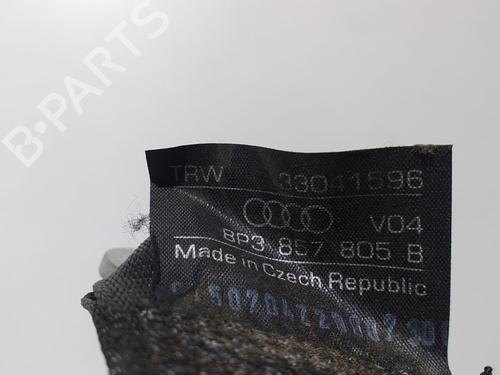 B-PARTS
TRW 33041596
V04
8P3 857 805 B
Made in Czech Republic